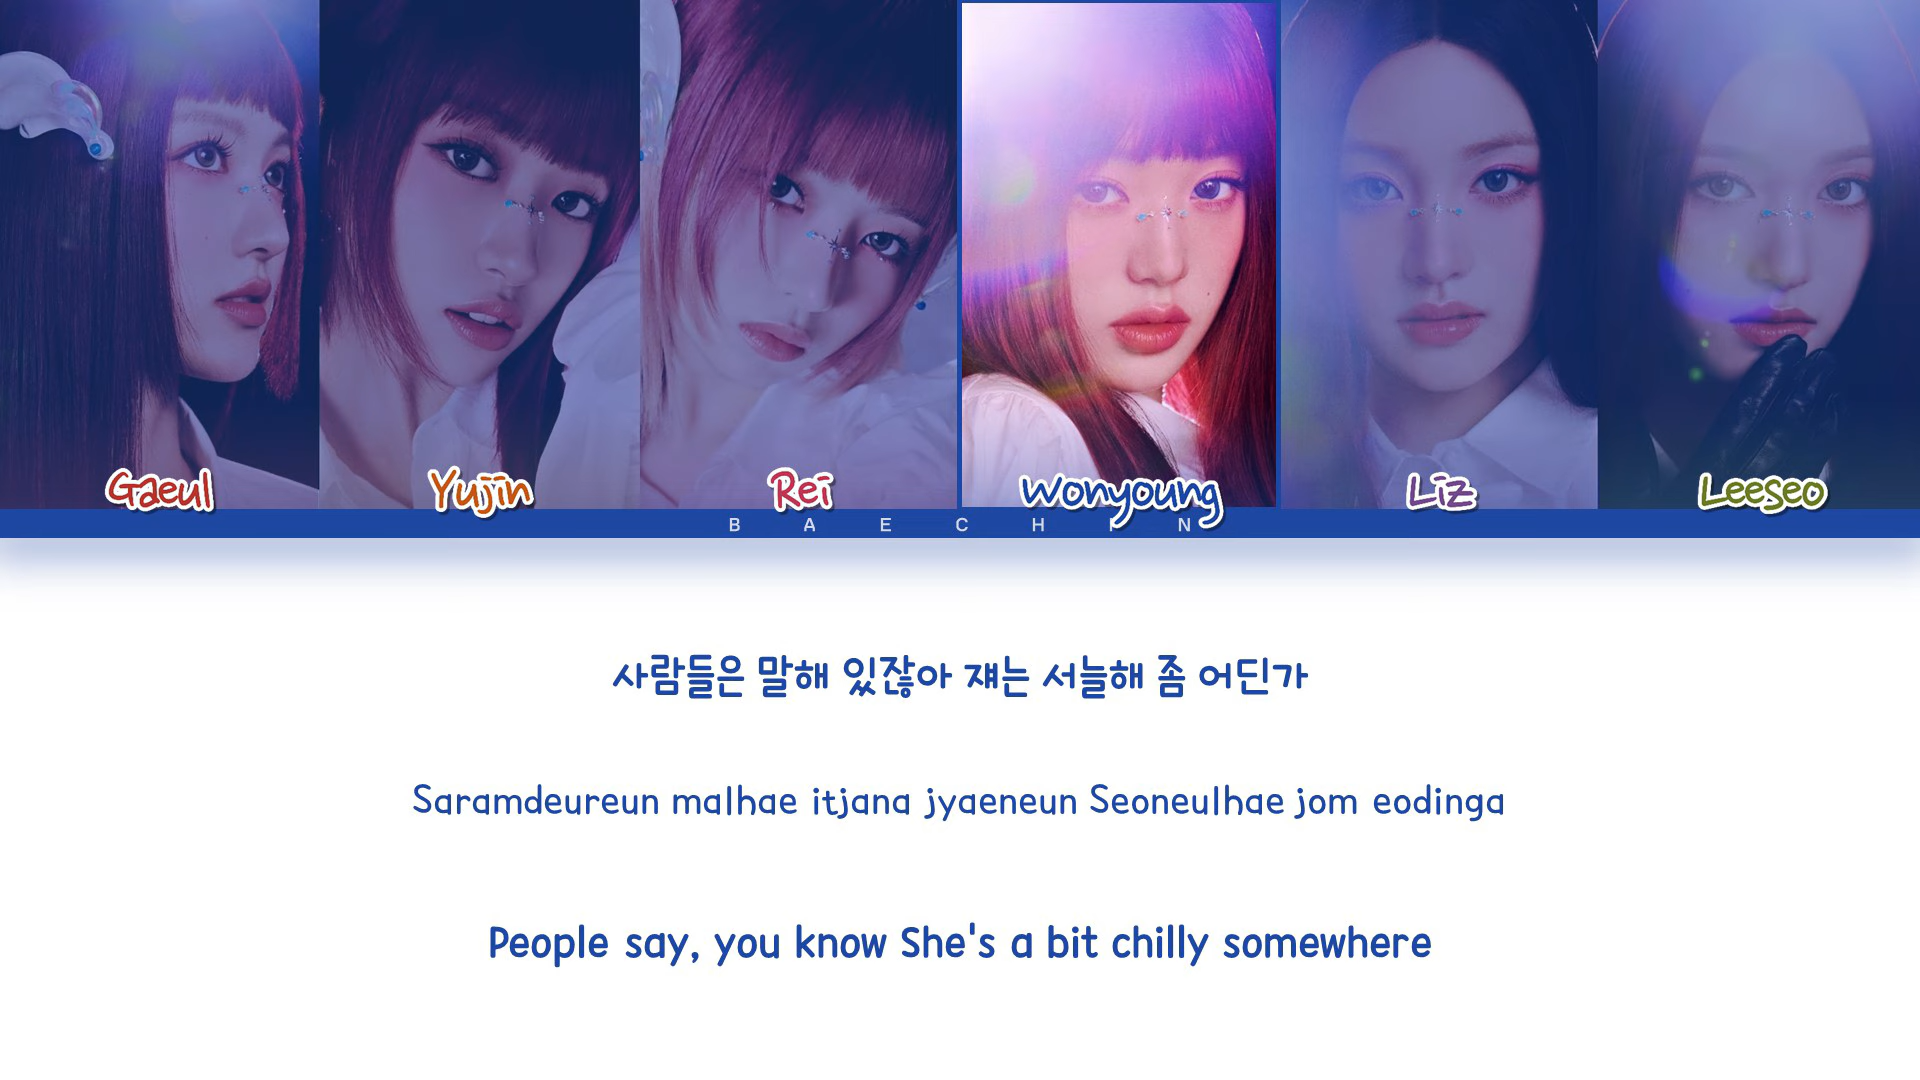 Gaeul Yujin Rei Wonyoung Liz Leeseo
BAECHIN
사람들은 말해 있잖아 쟤는 서늘해 좀 어딘가
Saramdeureun malhae itjana jyaeneun Seoneulhae jom eodinga
People say, you know She's a bit chilly somewhere